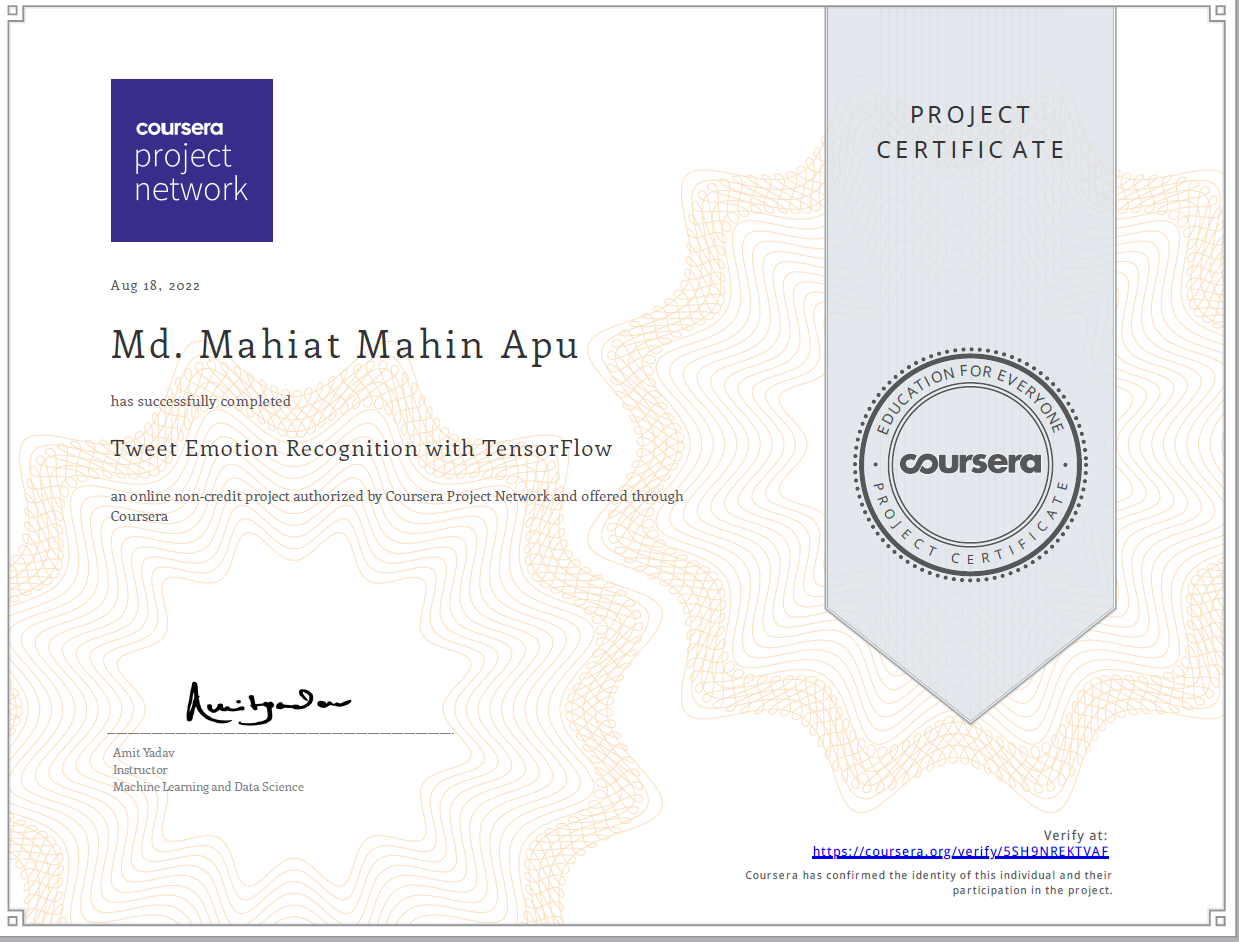 coursera
project
network
PROJECT
CERTIFICATE
Aug 18, 2022
Md. Mahiat Mahin Apu
has successfully completed
Tweet Emotion Recognition with TensorFlow
an online non-credit project authorized by Coursera Project Network and offered through
Coursera
EDUCATION FOR EVERYONE
coursera
PROJECT CERTIFICATE
Amit Yadav
Amit Yadav
Instructor
Machine Learning and Data Science
Verify at:
https://coursera.org/verify/5SH9NREKTVAF
Coursera has confirmed the identity of this individual and their
participation in the project.